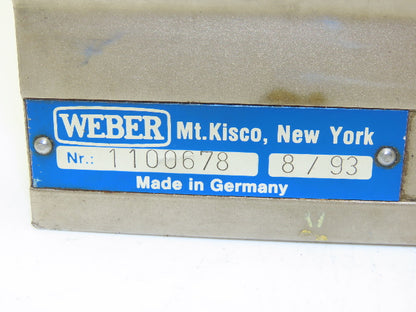 WEBER Mt.Kisco, New York
Nr.: 1100678 8/93
Made in Germany